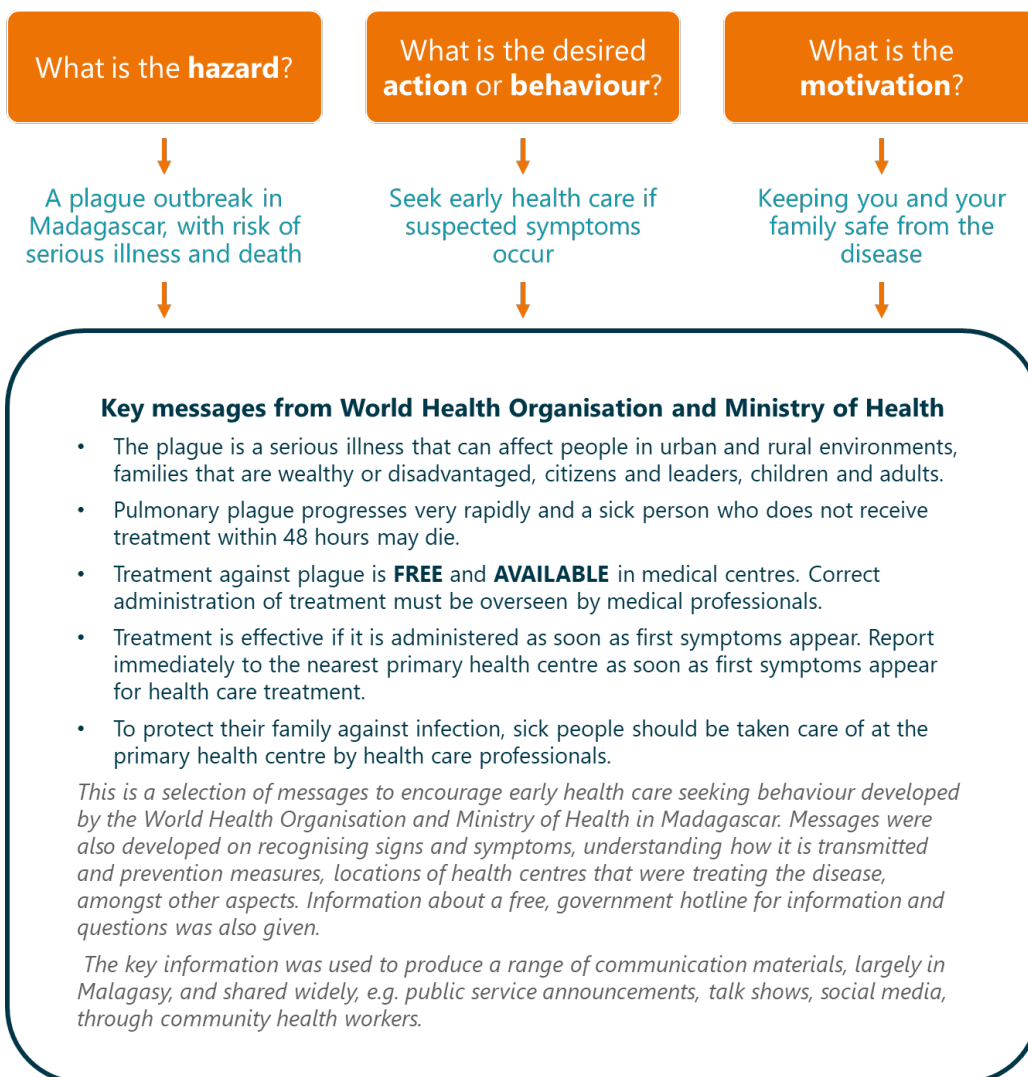 What is the hazard?
What is the desired
action or behaviour?
What is the
motivation?
A plague outbreak in
Madagascar, with risk of
serious illness and death
Seek early health care if
suspected symptoms
occur
Keeping you and your
family safe from the
disease
Key messages from World Health Organisation and Ministry of Health
• The plague is a serious illness that can affect people in urban and rural environments,
families that are wealthy or disadvantaged, citizens and leaders, children and adults.
• Pulmonary plague progresses very rapidly and a sick person who does not receive
treatment within 48 hours may die.
• Treatment against plague is FREE and AVAILABLE in medical centres. Correct
administration of treatment must be overseen by medical professionals.
• Treatment is effective if it is administered as soon as first symptoms appear. Report
immediately to the nearest primary health centre as soon as first symptoms appear
for health care treatment.
• To protect their family against infection, sick people should be taken care of at the
primary health centre by health care professionals.
This is a selection of messages to encourage early health care seeking behaviour developed
by the World Health Organisation and Ministry of Health in Madagascar. Messages were
also developed on recognising signs and symptoms, understanding how it is transmitted
and prevention measures, locations of health centres that were treating the disease,
amongst other aspects. Information about a free, government hotline for information and
questions was also given.
The key information was used to produce a range of communication materials, largely in
Malagasy, and shared widely, e.g. public service announcements, talk shows, social media,
through community health workers.